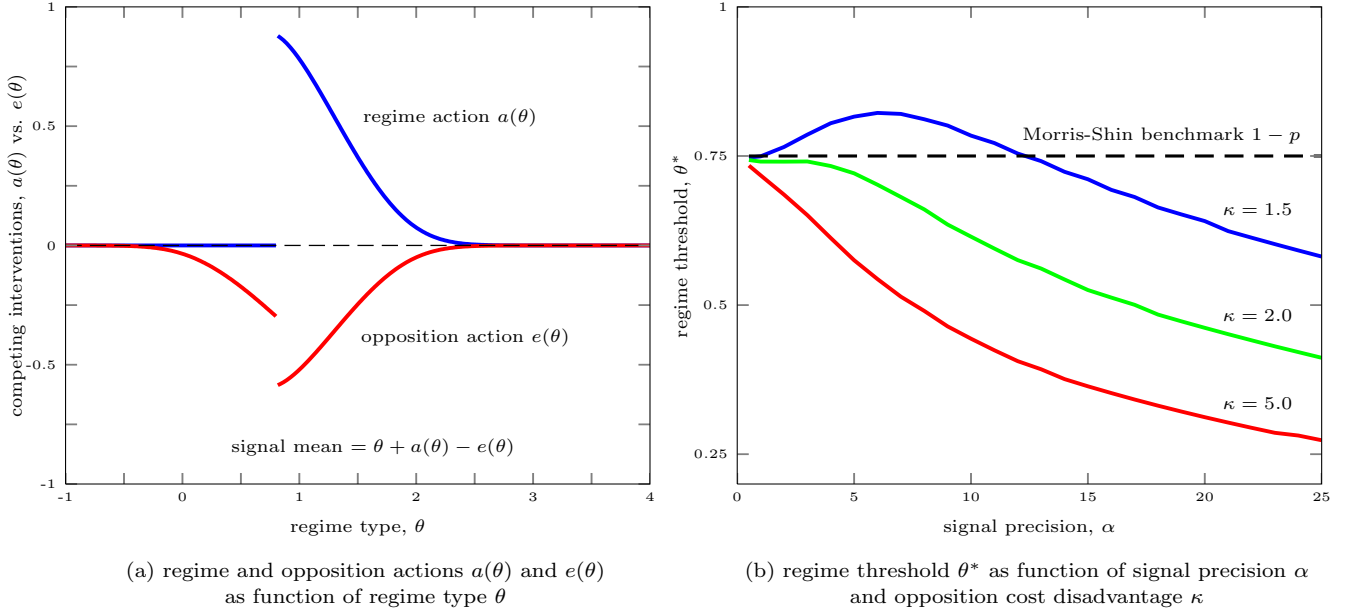 competing interventions, a(θ) vs. e(θ)
1
0.5
0
-0.5
-1
regime action a(θ)
opposition action e(θ)
signal mean = θ + a(θ) − e(θ)
-1
0
1
2
3
4
regime type, θ
(a) regime and opposition actions a(θ) and e(θ)
as function of regime type θ
regime threshold, θ*
1
0.75
0.5
0.25
Morris-Shin benchmark 1 − p
κ = 1.5
κ = 2.0
κ = 5.0
0
5
10
15
20
25
signal precision, α
(b) regime threshold θ* as function of signal precision α
and opposition cost disadvantage κ